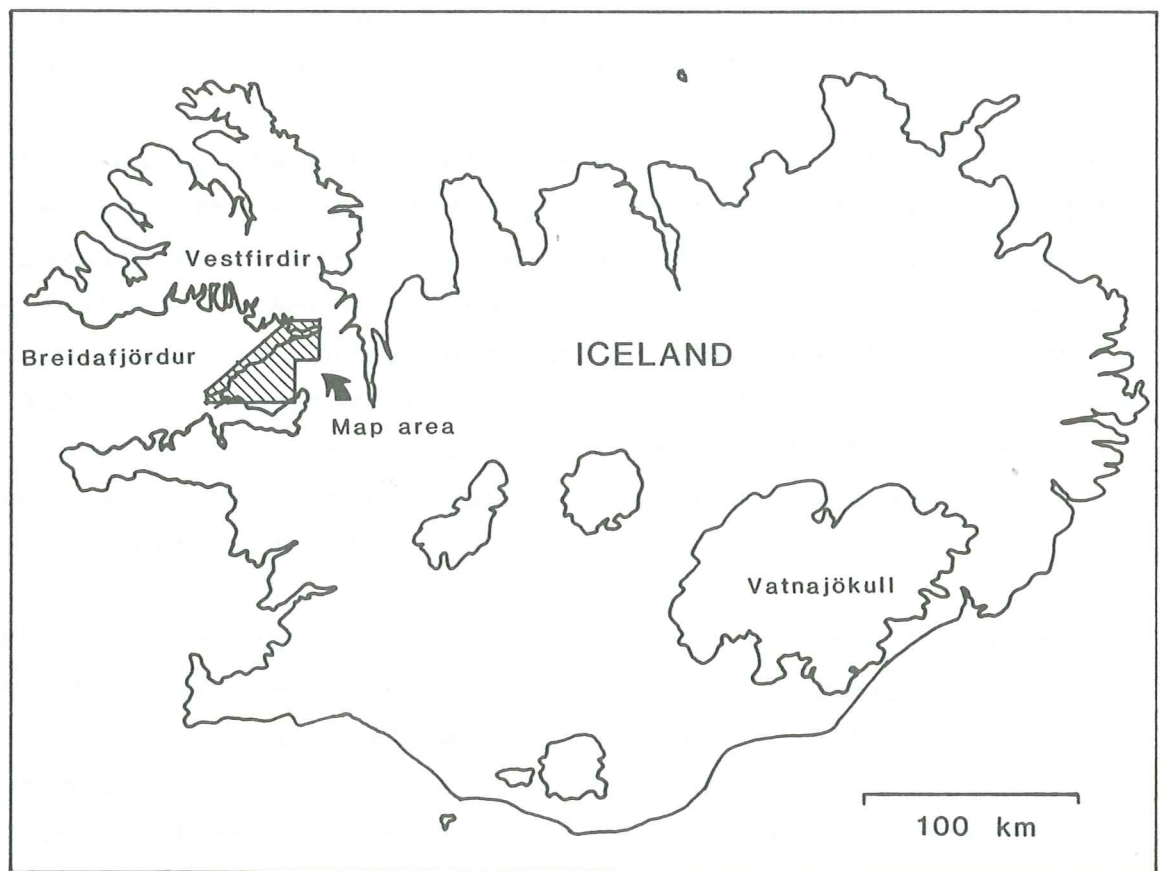 Vestfirdir
Breidafjördur
ICELAND
Map area
Vatnajökull
100 km